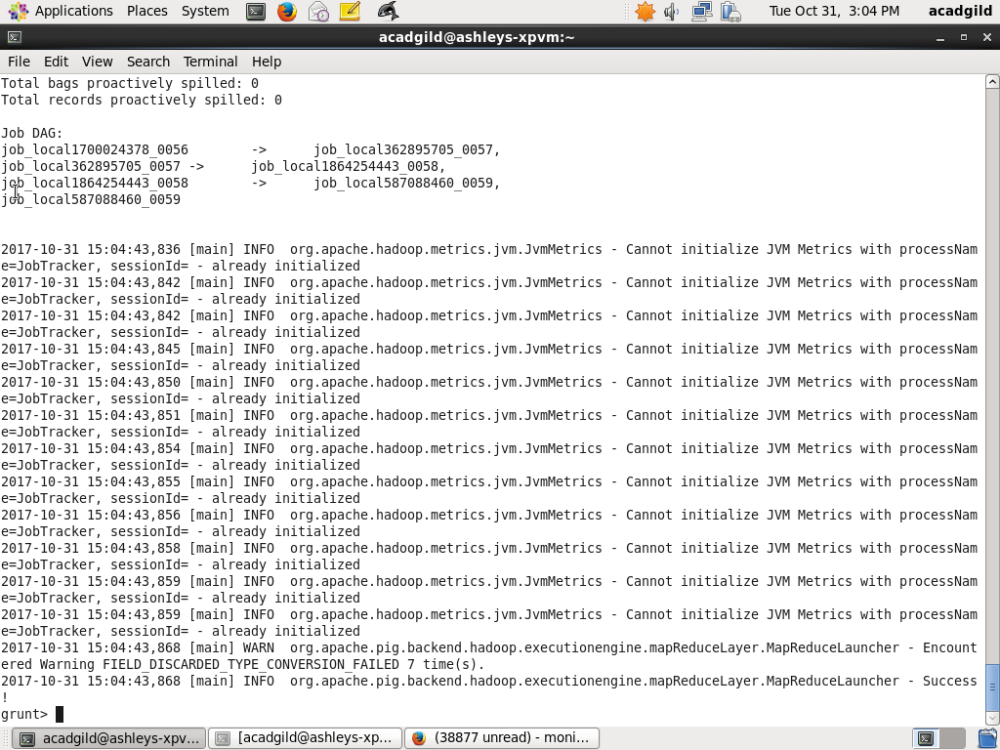 Applications Places System Tue Oct 31, 3:04 PM acadgild
acadgild@ashleys-xpvm:~
File Edit View Search Terminal Help
Total bags proactively spilled: 0
Total records proactively spilled: 0
Job DAG:
job_local1700024378_0056 -> job_local362895705_0057,
job_local362895705_0057 -> job_local1864254443_0058,
job_local1864254443_0058 -> job_local587088460_0059,
job_local587088460_0059
2017-10-31 15:04:43,836 [main] INFO org.apache.hadoop.metrics.jvm.JvmMetrics - Cannot initialize JVM Metrics with processNam
e=JobTracker, sessionId= - already initialized
2017-10-31 15:04:43,842 [main] INFO org.apache.hadoop.metrics.jvm.JvmMetrics - Cannot initialize JVM Metrics with processNam
e=JobTracker, sessionId= - already initialized
2017-10-31 15:04:43,842 [main] INFO org.apache.hadoop.metrics.jvm.JvmMetrics - Cannot initialize JVM Metrics with processNam
e=JobTracker, sessionId= - already initialized
2017-10-31 15:04:43,845 [main] INFO org.apache.hadoop.metrics.jvm.JvmMetrics - Cannot initialize JVM Metrics with processNam
e=JobTracker, sessionId= - already initialized
2017-10-31 15:04:43,850 [main] INFO org.apache.hadoop.metrics.jvm.JvmMetrics - Cannot initialize JVM Metrics with processNam
e=JobTracker, sessionId= - already initialized
2017-10-31 15:04:43,851 [main] INFO org.apache.hadoop.metrics.jvm.JvmMetrics - Cannot initialize JVM Metrics with processNam
e=JobTracker, sessionId= - already initialized
2017-10-31 15:04:43,854 [main] INFO org.apache.hadoop.metrics.jvm.JvmMetrics - Cannot initialize JVM Metrics with processNam
e=JobTracker, sessionId= - already initialized
2017-10-31 15:04:43,855 [main] INFO org.apache.hadoop.metrics.jvm.JvmMetrics - Cannot initialize JVM Metrics with processNam
e=JobTracker, sessionId= - already initialized
2017-10-31 15:04:43,856 [main] INFO org.apache.hadoop.metrics.jvm.JvmMetrics - Cannot initialize JVM Metrics with processNam
e=JobTracker, sessionId= - already initialized
2017-10-31 15:04:43,858 [main] INFO org.apache.hadoop.metrics.jvm.JvmMetrics - Cannot initialize JVM Metrics with processNam
e=JobTracker, sessionId= - already initialized
2017-10-31 15:04:43,859 [main] INFO org.apache.hadoop.metrics.jvm.JvmMetrics - Cannot initialize JVM Metrics with processNam
e=JobTracker, sessionId= - already initialized
2017-10-31 15:04:43,859 [main] INFO org.apache.hadoop.metrics.jvm.JvmMetrics - Cannot initialize JVM Metrics with processNam
e=JobTracker, sessionId= - already initialized
2017-10-31 15:04:43,868 [main] WARN org.apache.pig.backend.hadoop.executionengine.mapReduceLayer.MapReduceLauncher - Encount
ered Warning FIELD_DISCARDED_TYPE_CONVERSION_FAILED 7 time(s).
2017-10-31 15:04:43,868 [main] INFO org.apache.pig.backend.hadoop.executionengine.mapReduceLayer.MapReduceLauncher - Success
!
grunt>
acadgild@ashleys-xpv... [acadgild@ashleys-xp... (38877 unread) - moni...